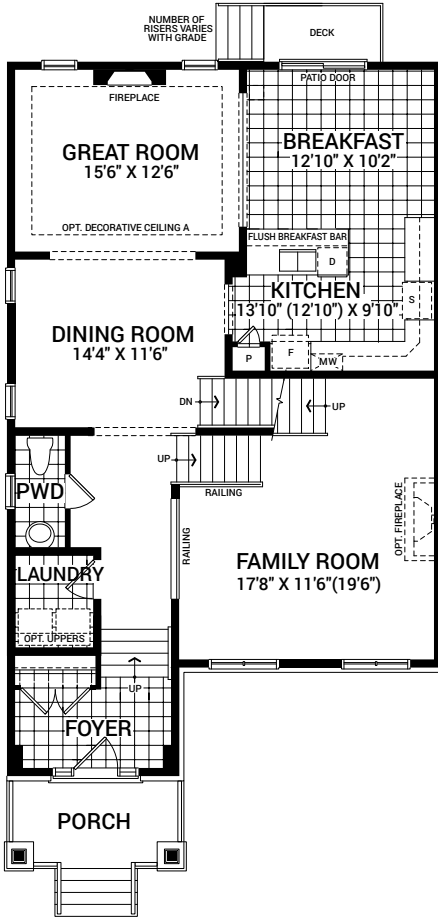 NUMBER OF
RISERS VARIES
WITH GRADE
DECK
PATIO DOOR
FIREPLACE
GREAT ROOM
15'6" X 12'6"
BREAKFAST
12'10" X 10'2"
OPT. DECORATIVE CEILING A
FLUSH BREAKFAST BAR
D
KITCHEN
13'10" (12'10") X 9'10"
S
DINING ROOM
14'4" X 11'6"
P
F
MW
DN
UP
UP
RAILING
PWD
RAILING
OPT. FIREPLACE
FAMILY ROOM
17'8" X 11'6"(19'6")
LAUNDRY
OPT. UPPERS
UP
FOYER
PORCH